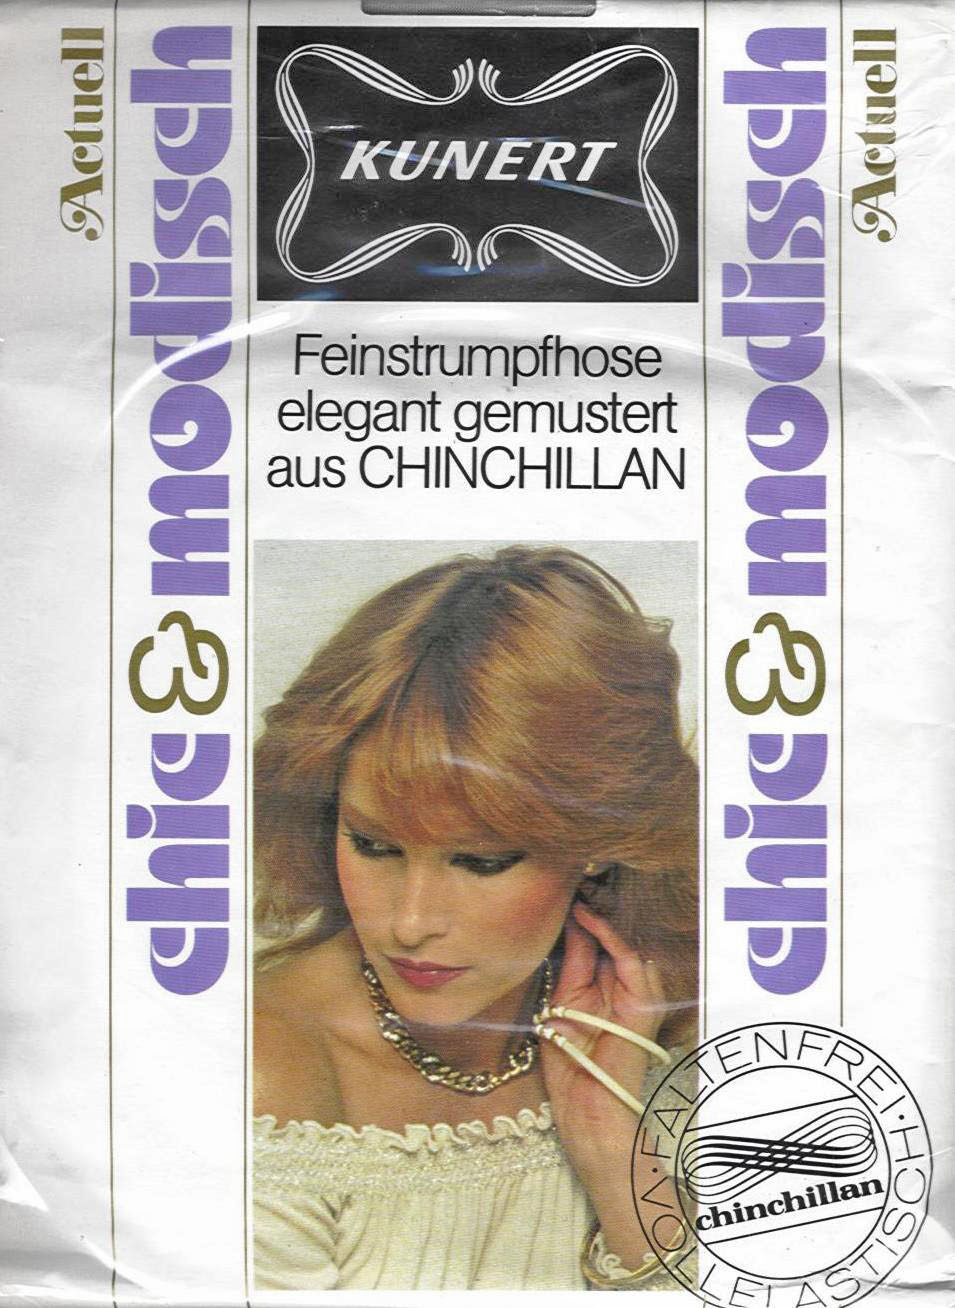 Actuell
chic & modisch
KUNERT
Feinstrumpfhose
elegant gemustert
aus CHINCHILLAN
chic & modisch
Actuell
FALTENFREI · VOLLELASTISCH ·
chinchillan